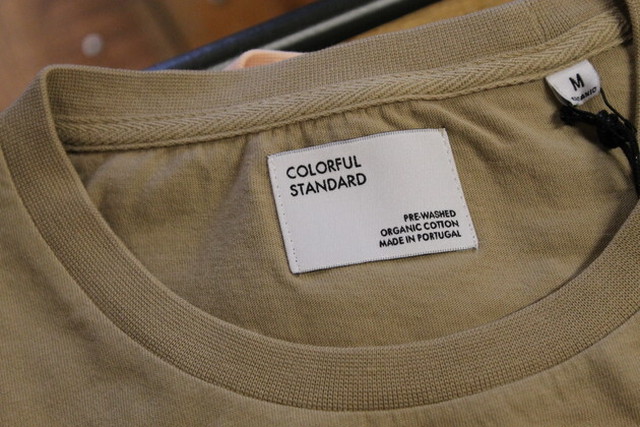 COLORFUL
STANDARD
PRE-WASHED
ORGANIC COTTON
MADE IN PORTUGAL
M